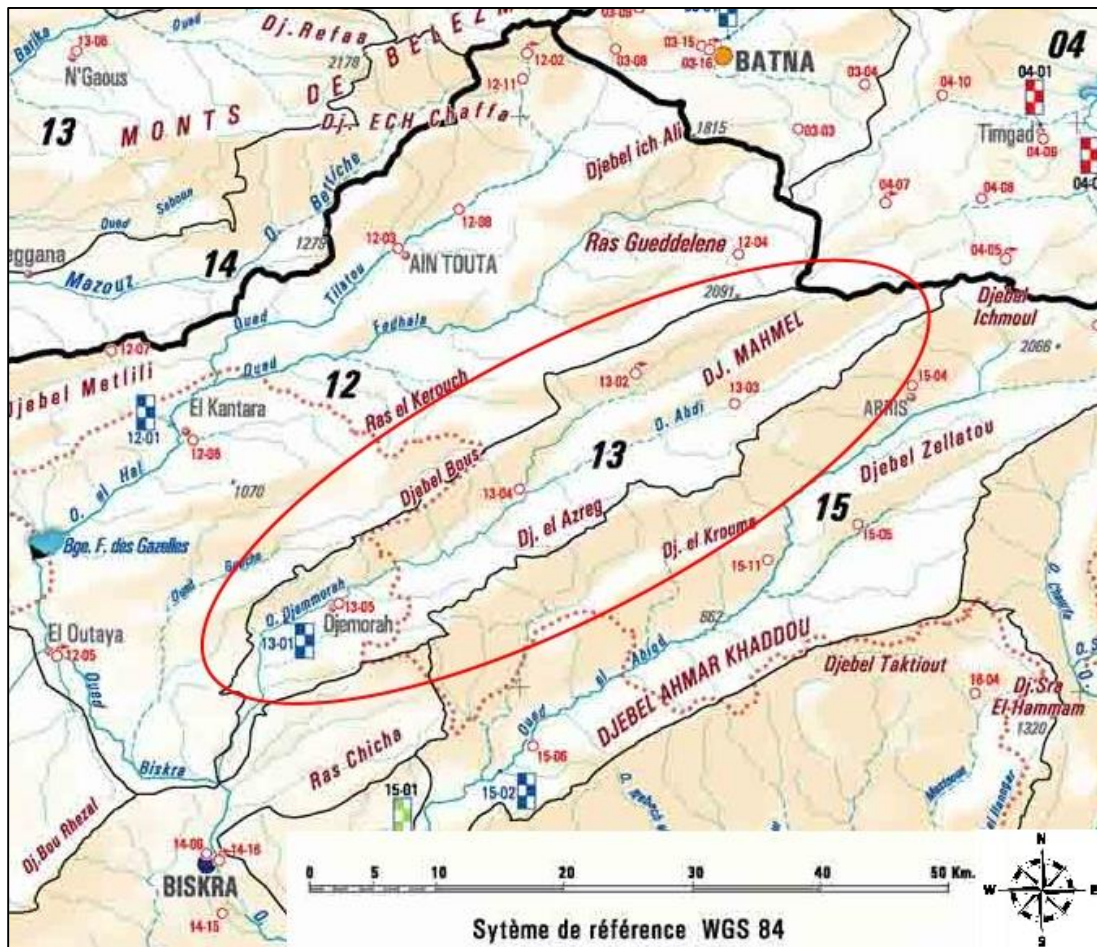 Barika
13-06
Oued
N'Gaous
Dj. Refaa
2178
13
MONTS DE BELEZM
Dj. ECH Chaffa
12-02
12-11
03-08
03-15
03-16
BATNA
04
03-04
04-10
04-01
Timgad
04-06
03-03
1815
Djebel ich Ali
04-07
04-08
04-05
Oued
O. Bettiche
1279
14
Mazouz
eggana
12-08
12-03
AIN TOUTA
Tilatou
Oued
Ras Gueddelene
12-04
2091
Djebel Ichmoul
2066
12-07
Djebel Metlili
Oued Fedhala
12
El Kantara
12-01
12-06
Ras el Kerouch
13-02
DJ. MAHMEL
13-03
15-04
ARRIS
O. Abdi
13
O. el Hai
1070
Djebel Bous
13-04
Djebel Zellatou
Dj. el Azreg
15
15-05
Bge. F. des Gazelles
Dj. el Krouma
15-11
Oued
O. Djemmorah
13-05
Djemorah
13-01
662
El Outaya
12-05
Oued
Biskra
Oued el Abiod
DJEBEL AHMAR KHADDOU
Djebel Taktiout
16-04
Dj. Sra El-Hammam
1320
Ras Chicha
15-06
15-01
15-02
Dj. Bou Rhezal
14-16
BISKRA
14-15
O.
N
W
E
S
0 5 10 20 30 40 50 Km.
Sytème de référence WGS 84